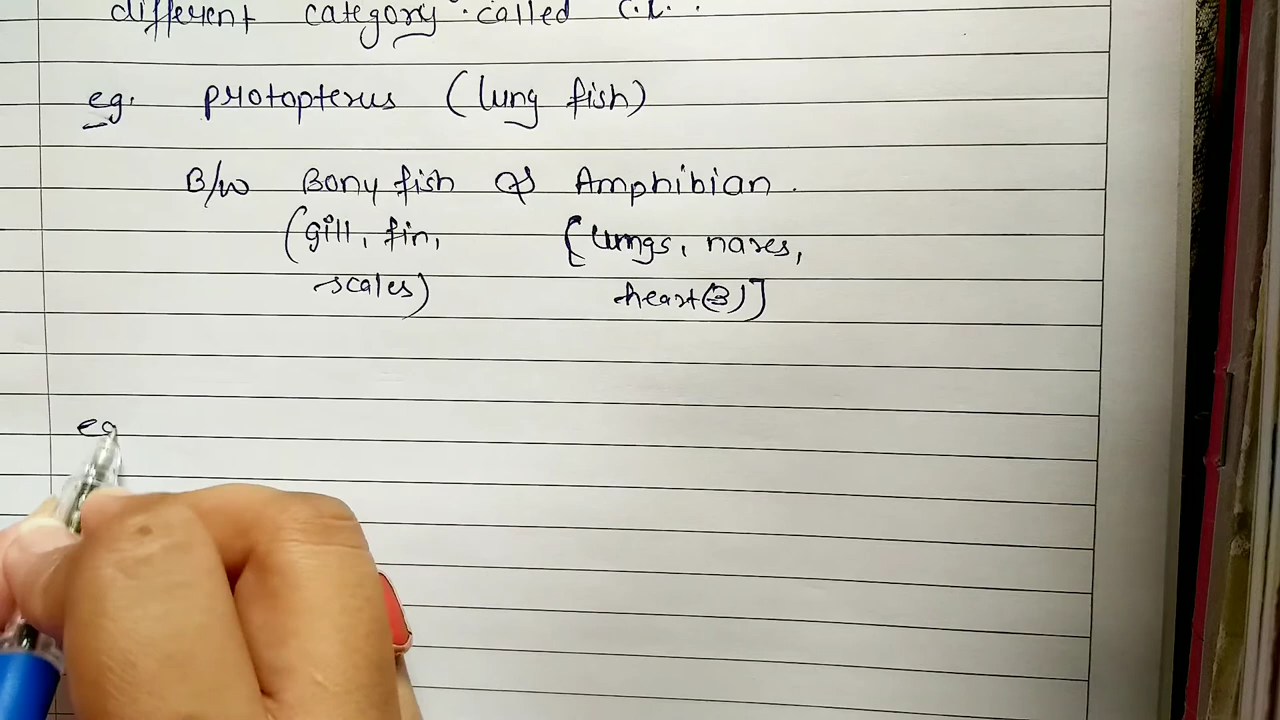 different category called C.L.
eg. Protopterus (lung fish)
B/w Bony fish & Amphibian.
(gill, fin, [lungs, nares,
scales) heart(3)]
eg